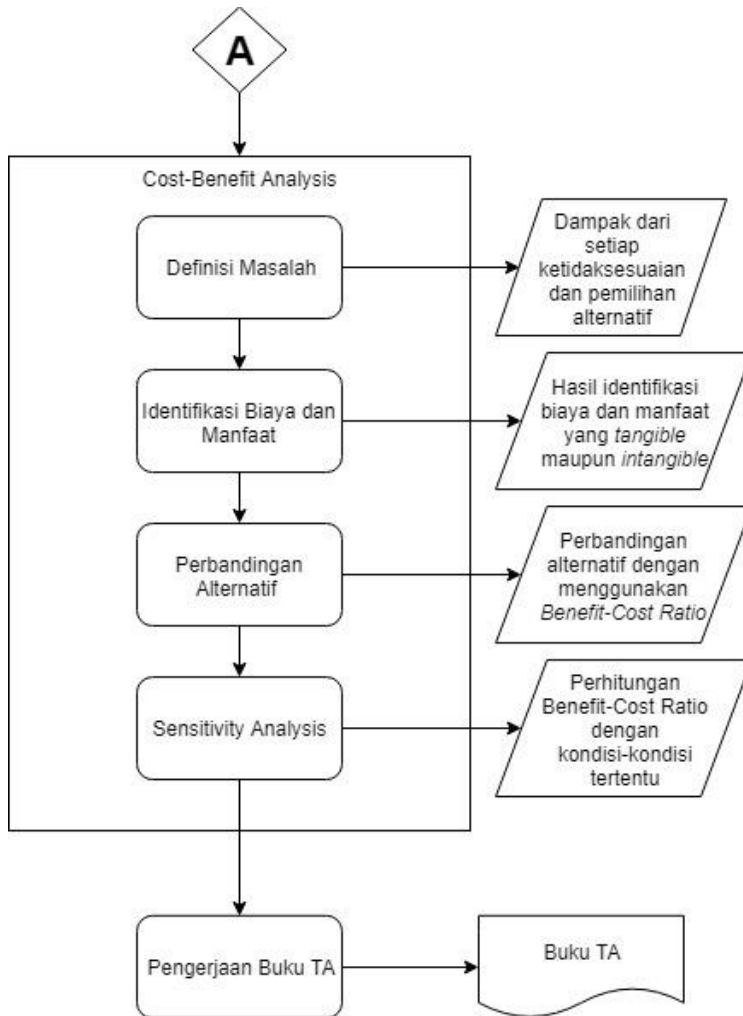 A
Cost-Benefit Analysis
Definisi Masalah
Dampak dari
setiap
ketidaksesuaian
dan pemilihan
alternatif
Identifikasi Biaya dan
Manfaat
Hasil identifikasi
biaya dan manfaat
yang tangible
maupun intangible
Perbandingan
Alternatif
Perbandingan
alternatif dengan
menggunakan
Benefit-Cost Ratio
Sensitivity Analysis
Perhitungan
Benefit-Cost Ratio
dengan
kondisi-kondisi
tertentu
Pengerjaan Buku TA
Buku TA